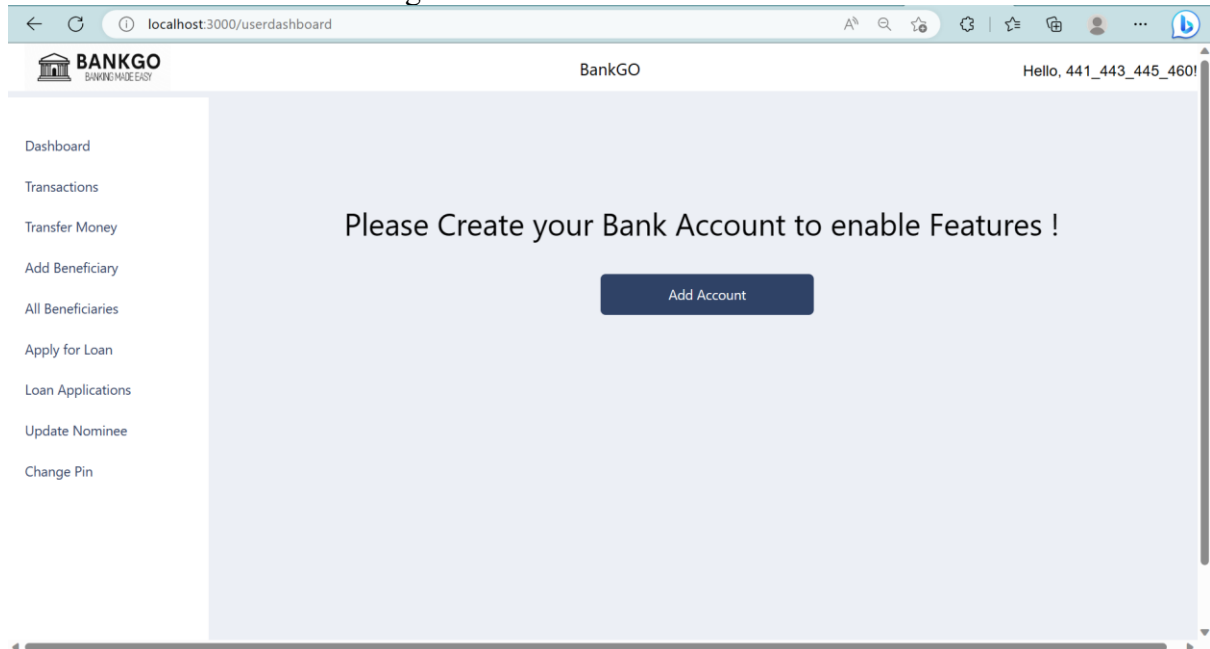 localhost:3000/userdashboard
BANKGO
BANKING MADE EASY
BankGO
Hello, 441_443_445_460!
Dashboard
Transactions
Transfer Money
Add Beneficiary
All Beneficiaries
Apply for Loan
Loan Applications
Update Nominee
Change Pin
Please Create your Bank Account to enable Features !
Add Account